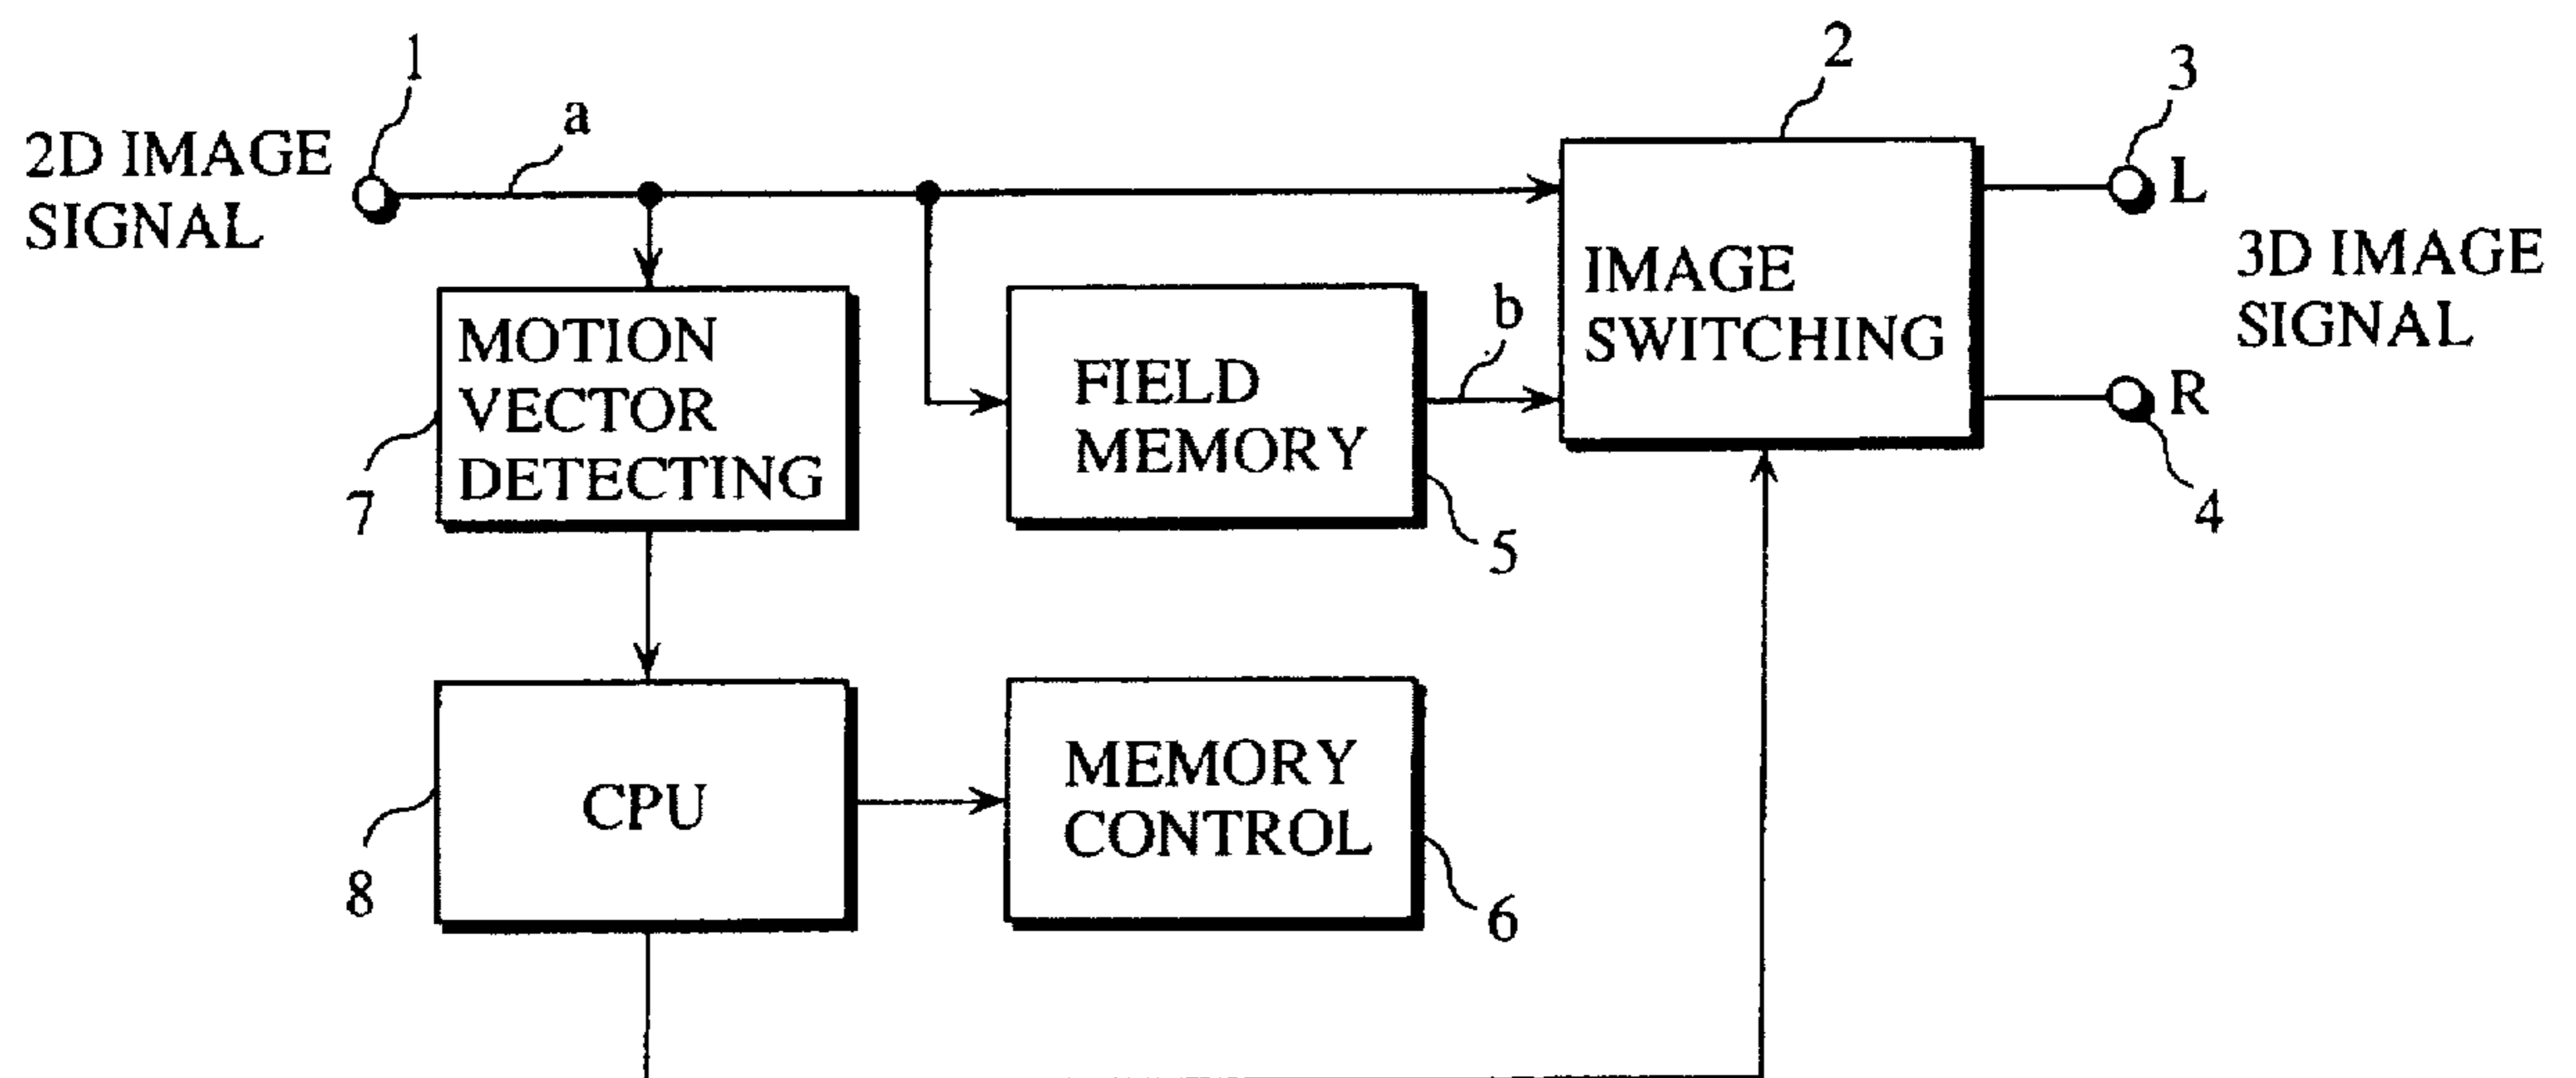 1
2
3
a
2D IMAGE
SIGNAL
L
3D IMAGE
SIGNAL
IMAGE
SWITCHING
MOTION
VECTOR
DETECTING
FIELD
MEMORY
b
R
7
5
4
CPU
MEMORY
CONTROL
8
6